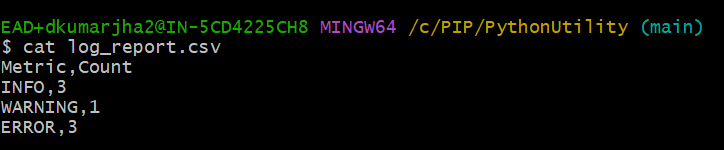 EAD+dkumarjha2@IN-5CD4225CH8 MINGW64 /c/PIP/PythonUtility (main)
$ cat log_report.csv
Metric,Count
INFO,3
WARNING,1
ERROR,3